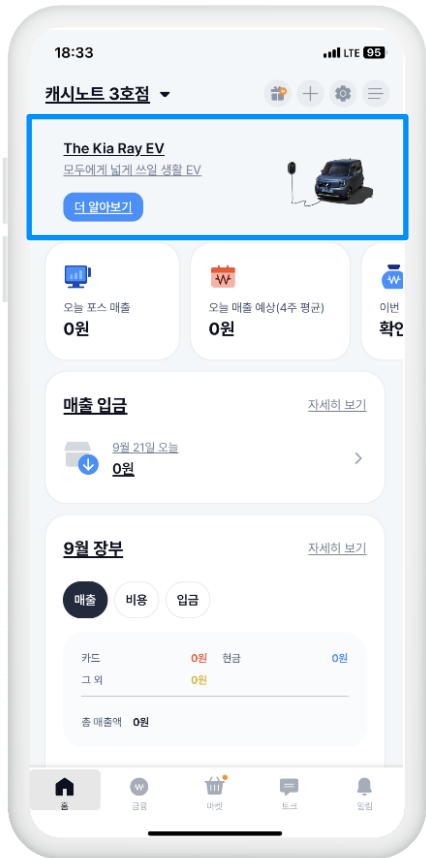 18:33
LTE 95
캐시노트 3호점
The Kia Ray EV
모두에게 넓게 쓰일 생활 EV
더 알아보기
오늘 포스 매출
0원
오늘 매출 예상(4주 평균)
0원
이번
확인
매출 입금
자세히 보기
9월 21일 오늘
0원
9월 장부
자세히 보기
매출
비용
입금
카드 0원 현금 0원
그 외 0원
총 매출액 0원
홈
금융
마켓
토크
알림